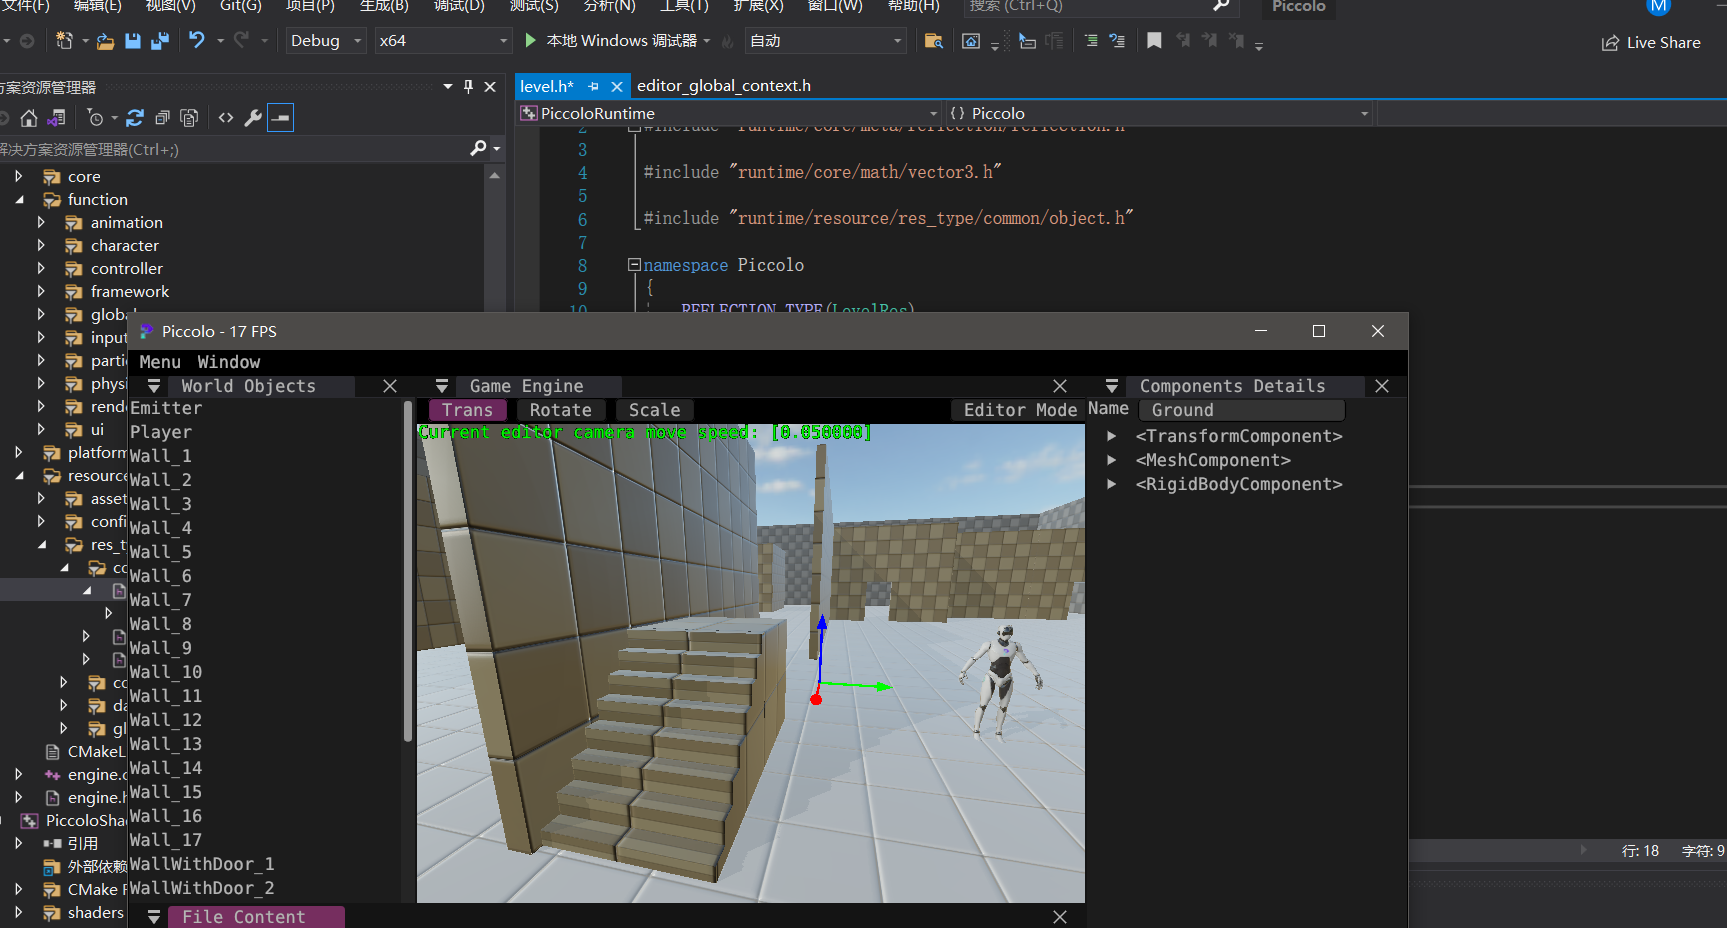 文件(F) 编辑(E) 视图(V) Git(G) 项目(P) 生成(B) 调试(D) 测试(S) 分析(N) 工具(T) 扩展(X) 窗口(W) 帮助(H) 搜索 (Ctrl+Q) Piccolo M
Debug x64 本地 Windows 调试器 自动 Live Share
方案资源管理器
解决方案资源管理器(Ctrl+;)
core
function
animation
character
controller
framework
global
input
physi
ui
platform
resource
asset
confi
res_t
co
co
da
gl
CMakeL
engine.
engine.h
PiccoloSha
引用
外部依赖
CMake
shaders
level.h* editor_global_context.h
PiccoloRuntime {} Piccolo
2 #include "runtime/core/meta/reflection/reflection.h"
3
4 #include "runtime/core/math/vector3.h"
5
6 #include "runtime/resource/res_type/common/object.h"
7
8 namespace Piccolo
9 {
10 REFLECTION_TYPE(LevelRes)
Piccolo - 17 FPS
Menu Window
World Objects
Emitter
Player
Wall_1
Wall_2
Wall_3
Wall_4
Wall_5
Wall_6
Wall_7
Wall_8
Wall_9
Wall_10
Wall_11
Wall_12
Wall_13
Wall_14
Wall_15
Wall_16
Wall_17
WallWithDoor_1
WallWithDoor_2
Game Engine
Trans Rotate Scale Editor Mode
Current editor camera move speed: [0.050000]
Components Details
Name Ground
<TransformComponent>
<MeshComponent>
<RigidBodyComponent>
File Content
行: 18 字符: 9